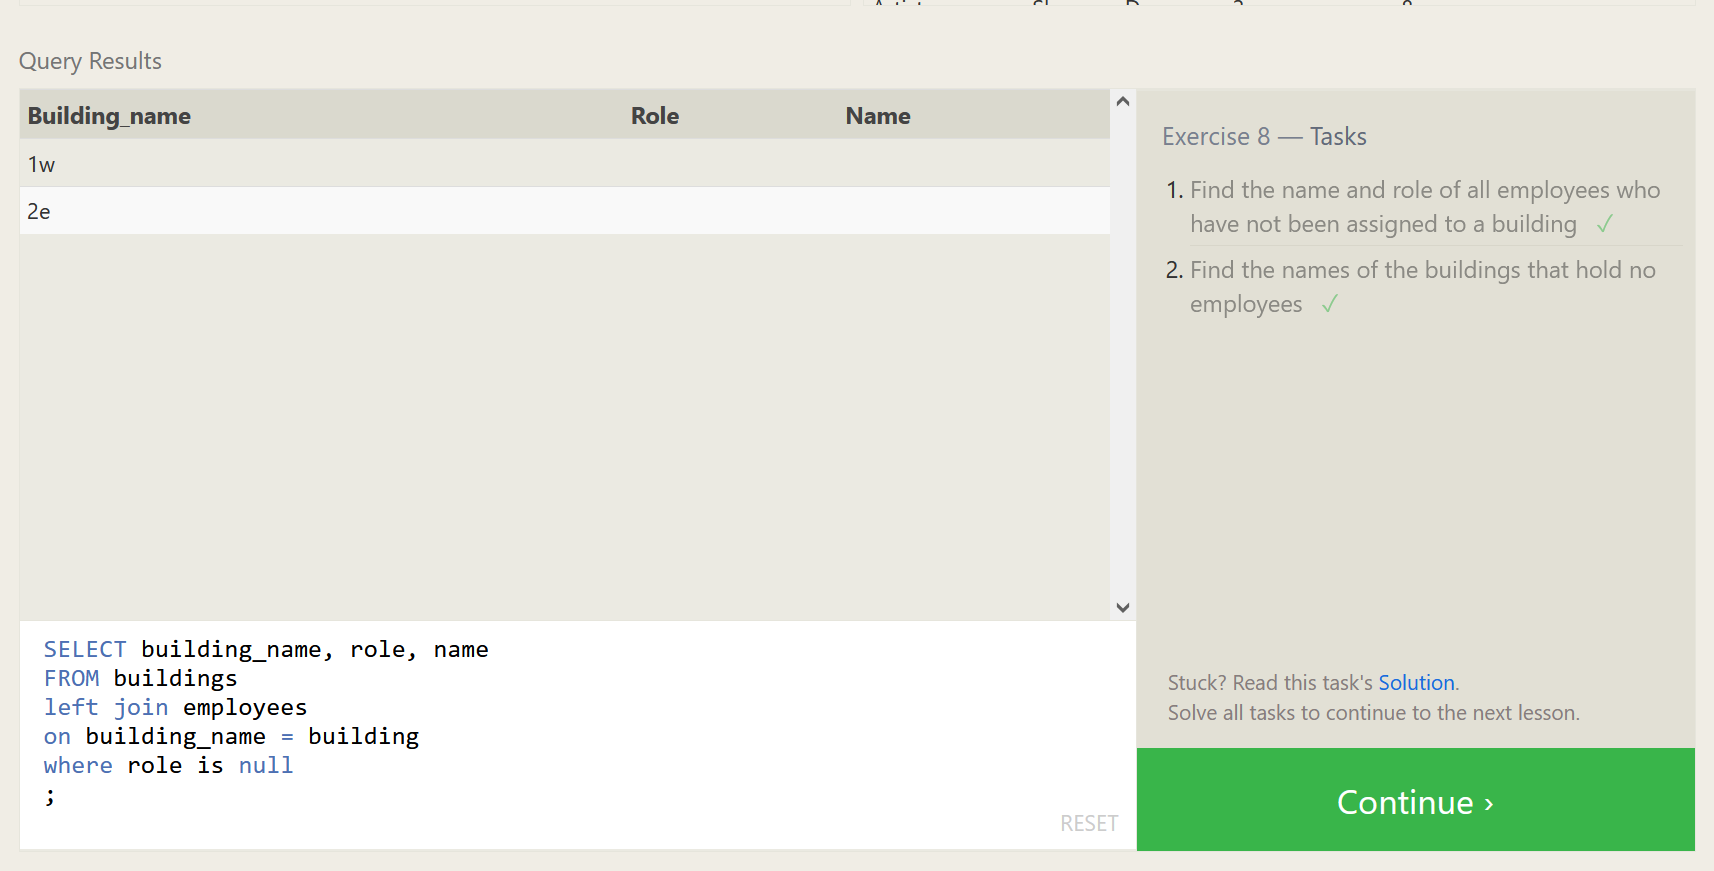 Query Results
Building_name Role Name
1w
2e
Exercise 8 — Tasks
1. Find the name and role of all employees who
have not been assigned to a building ✓
2. Find the names of the buildings that hold no
employees ✓
SELECT building_name, role, name
FROM buildings
left join employees
on building_name = building
where role is null
;
RESET
Stuck? Read this task's Solution.
Solve all tasks to continue to the next lesson.
Continue ›